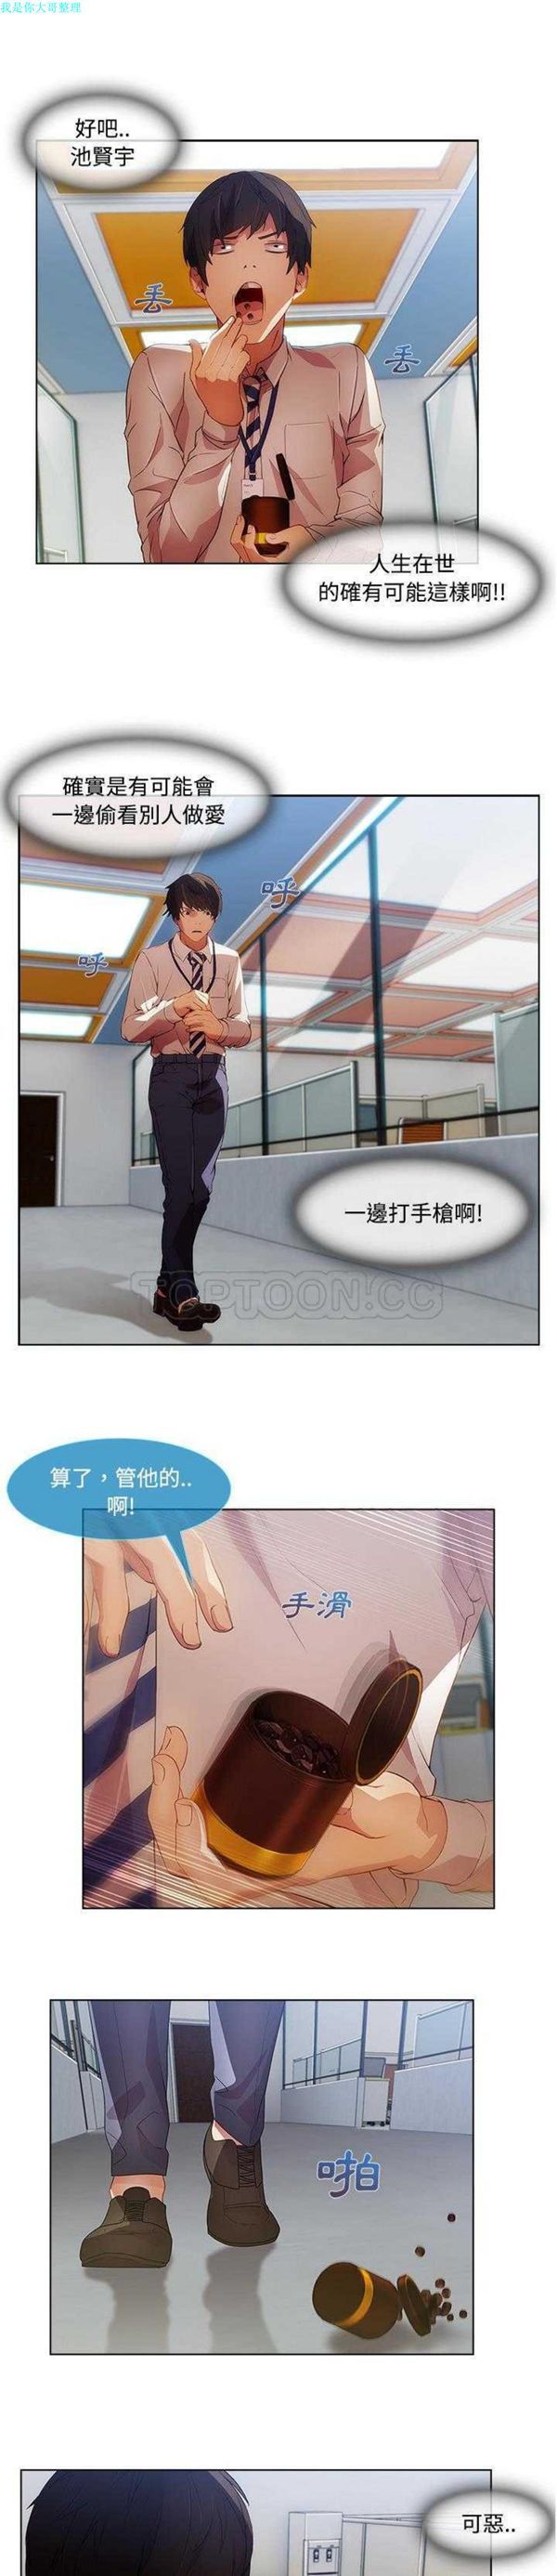 我是你大哥整理
好吧..
池賢宇
丟
丟
人生在世
的確有可能這樣啊!!
確實是有可能會
一邊偷看別人做愛
呼
呼
一邊打手槍啊!
TOPTOON.CC
算了，管他的..
啊!
手滑
啪
可惡..